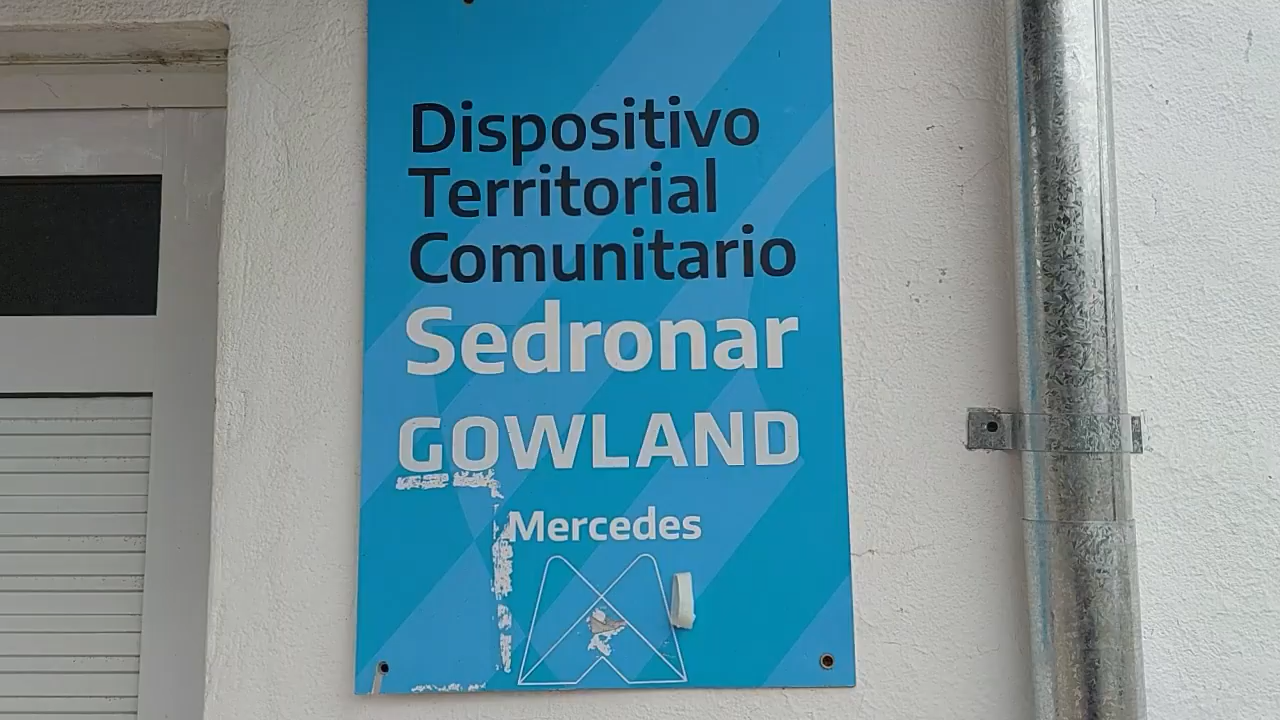 Dispositivo
Territorial
Comunitario
Sedronar
GOWLAND
Mercedes